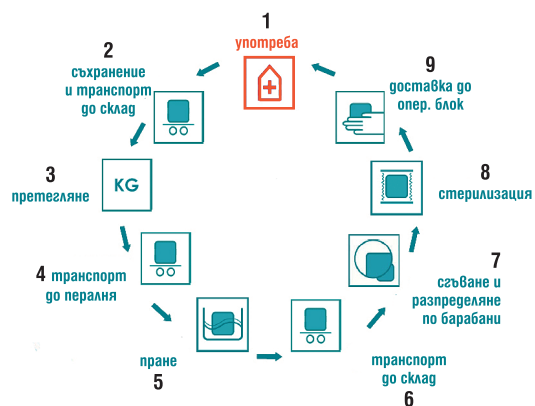 1
употреба
2
съхранение
и транспорт
до склад
3
претегляне
KG
4 транспорт
до пералня
пране
5
транспорт
до склад
6
7
сгъване и
разпределяне
по барабани
8
стерилизация
9
доставка до
опер. блок